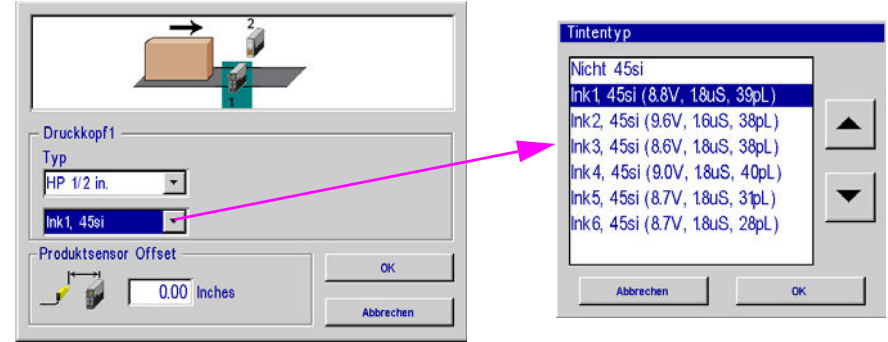 2
1
Druckkopf1
Typ
HP 1/2 in.
Ink1, 45si
Produktsensor Offset
0.00 Inches
OK
Abbrechen
Tintentyp
Nicht 45si
Ink1, 45si (8.8V, 1.8uS, 39pL)
Ink2, 45si (9.6V, 1.6uS, 38pL)
Ink3, 45si (8.6V, 1.8uS, 38pL)
Ink4, 45si (9.0V, 1.8uS, 40pL)
Ink5, 45si (8.7V, 1.8uS, 31pL)
Ink6, 45si (8.7V, 1.8uS, 28pL)
Abbrechen
OK